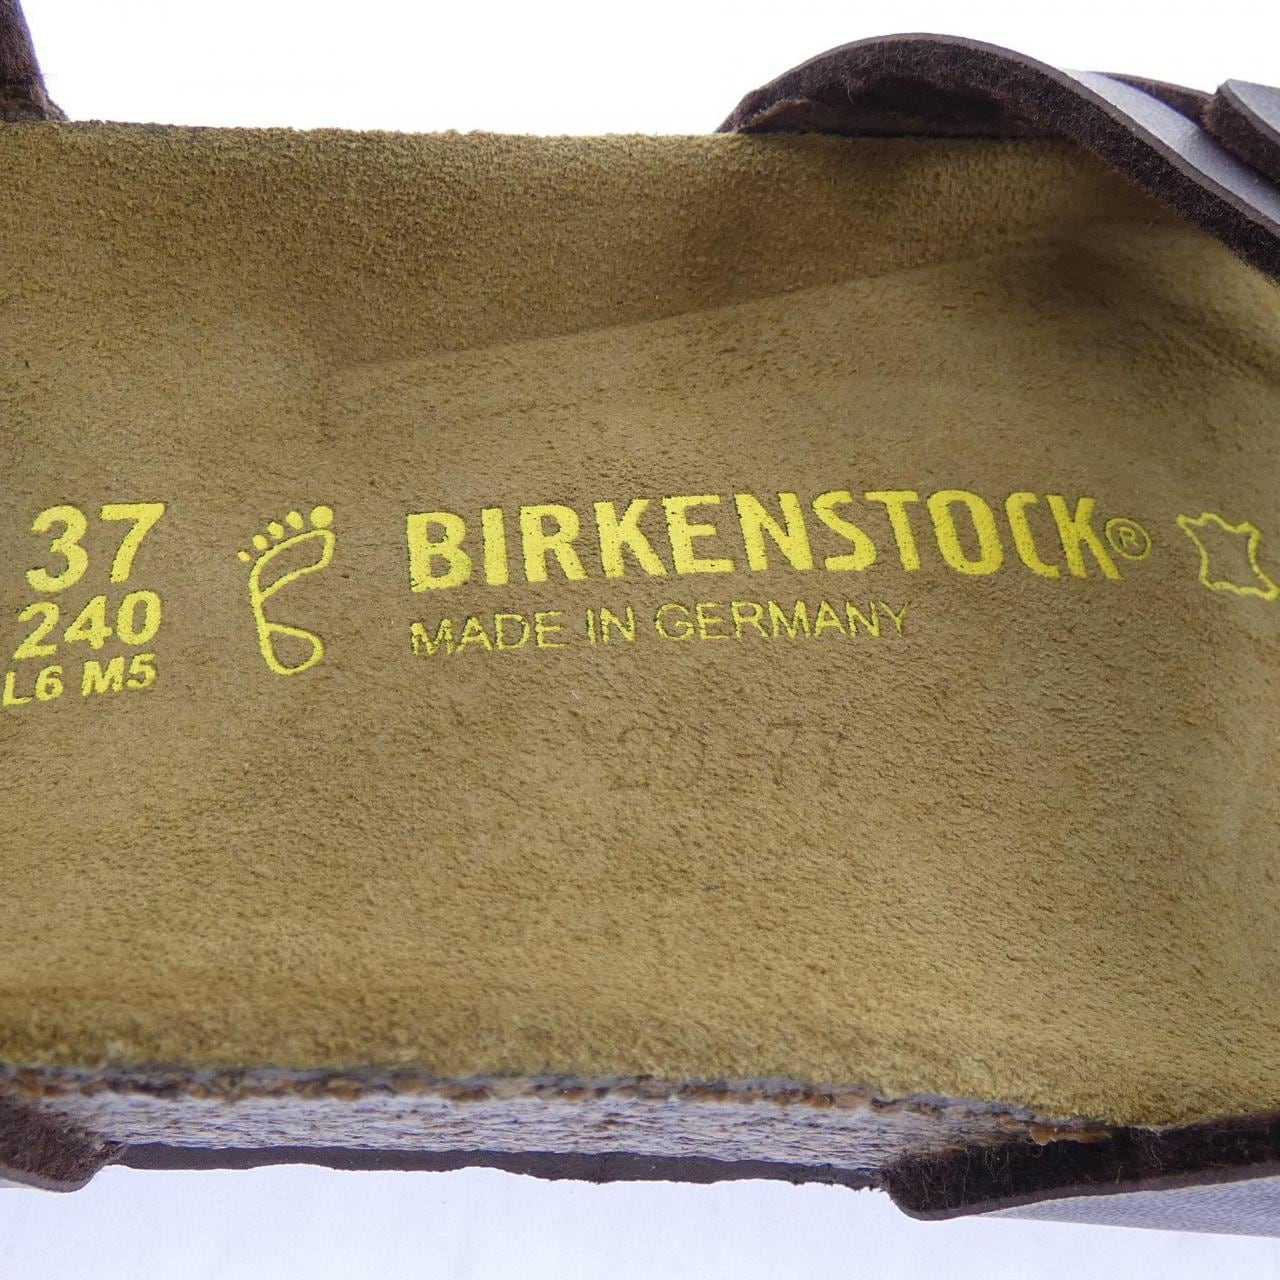 37
240
L6 M5
BIRKENSTOCK®
MADE IN GERMANY